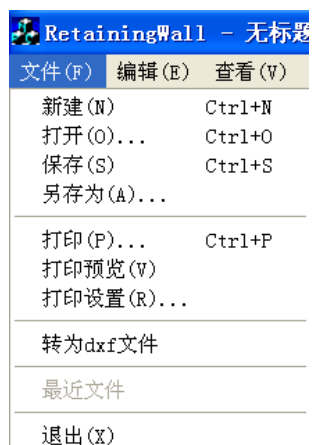 RetainingWall - 无标题
文件(F) 编辑(E) 查看(V)
新建(N) Ctrl+N
打开(O)... Ctrl+O
保存(S) Ctrl+S
另存为(A)...
打印(P)... Ctrl+P
打印预览(V)
打印设置(R)...
转为dxf文件
最近文件
退出(X)